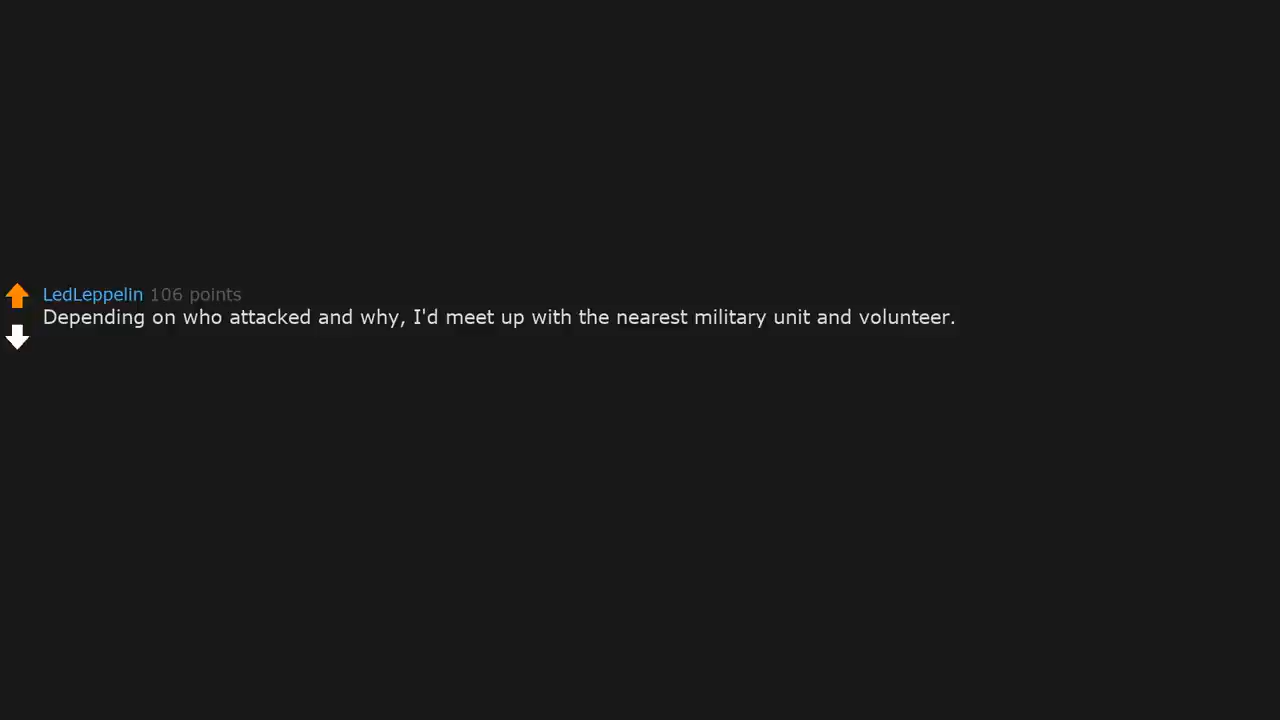 LedLeppelin 106 points
Depending on who attacked and why, I'd meet up with the nearest military unit and volunteer.